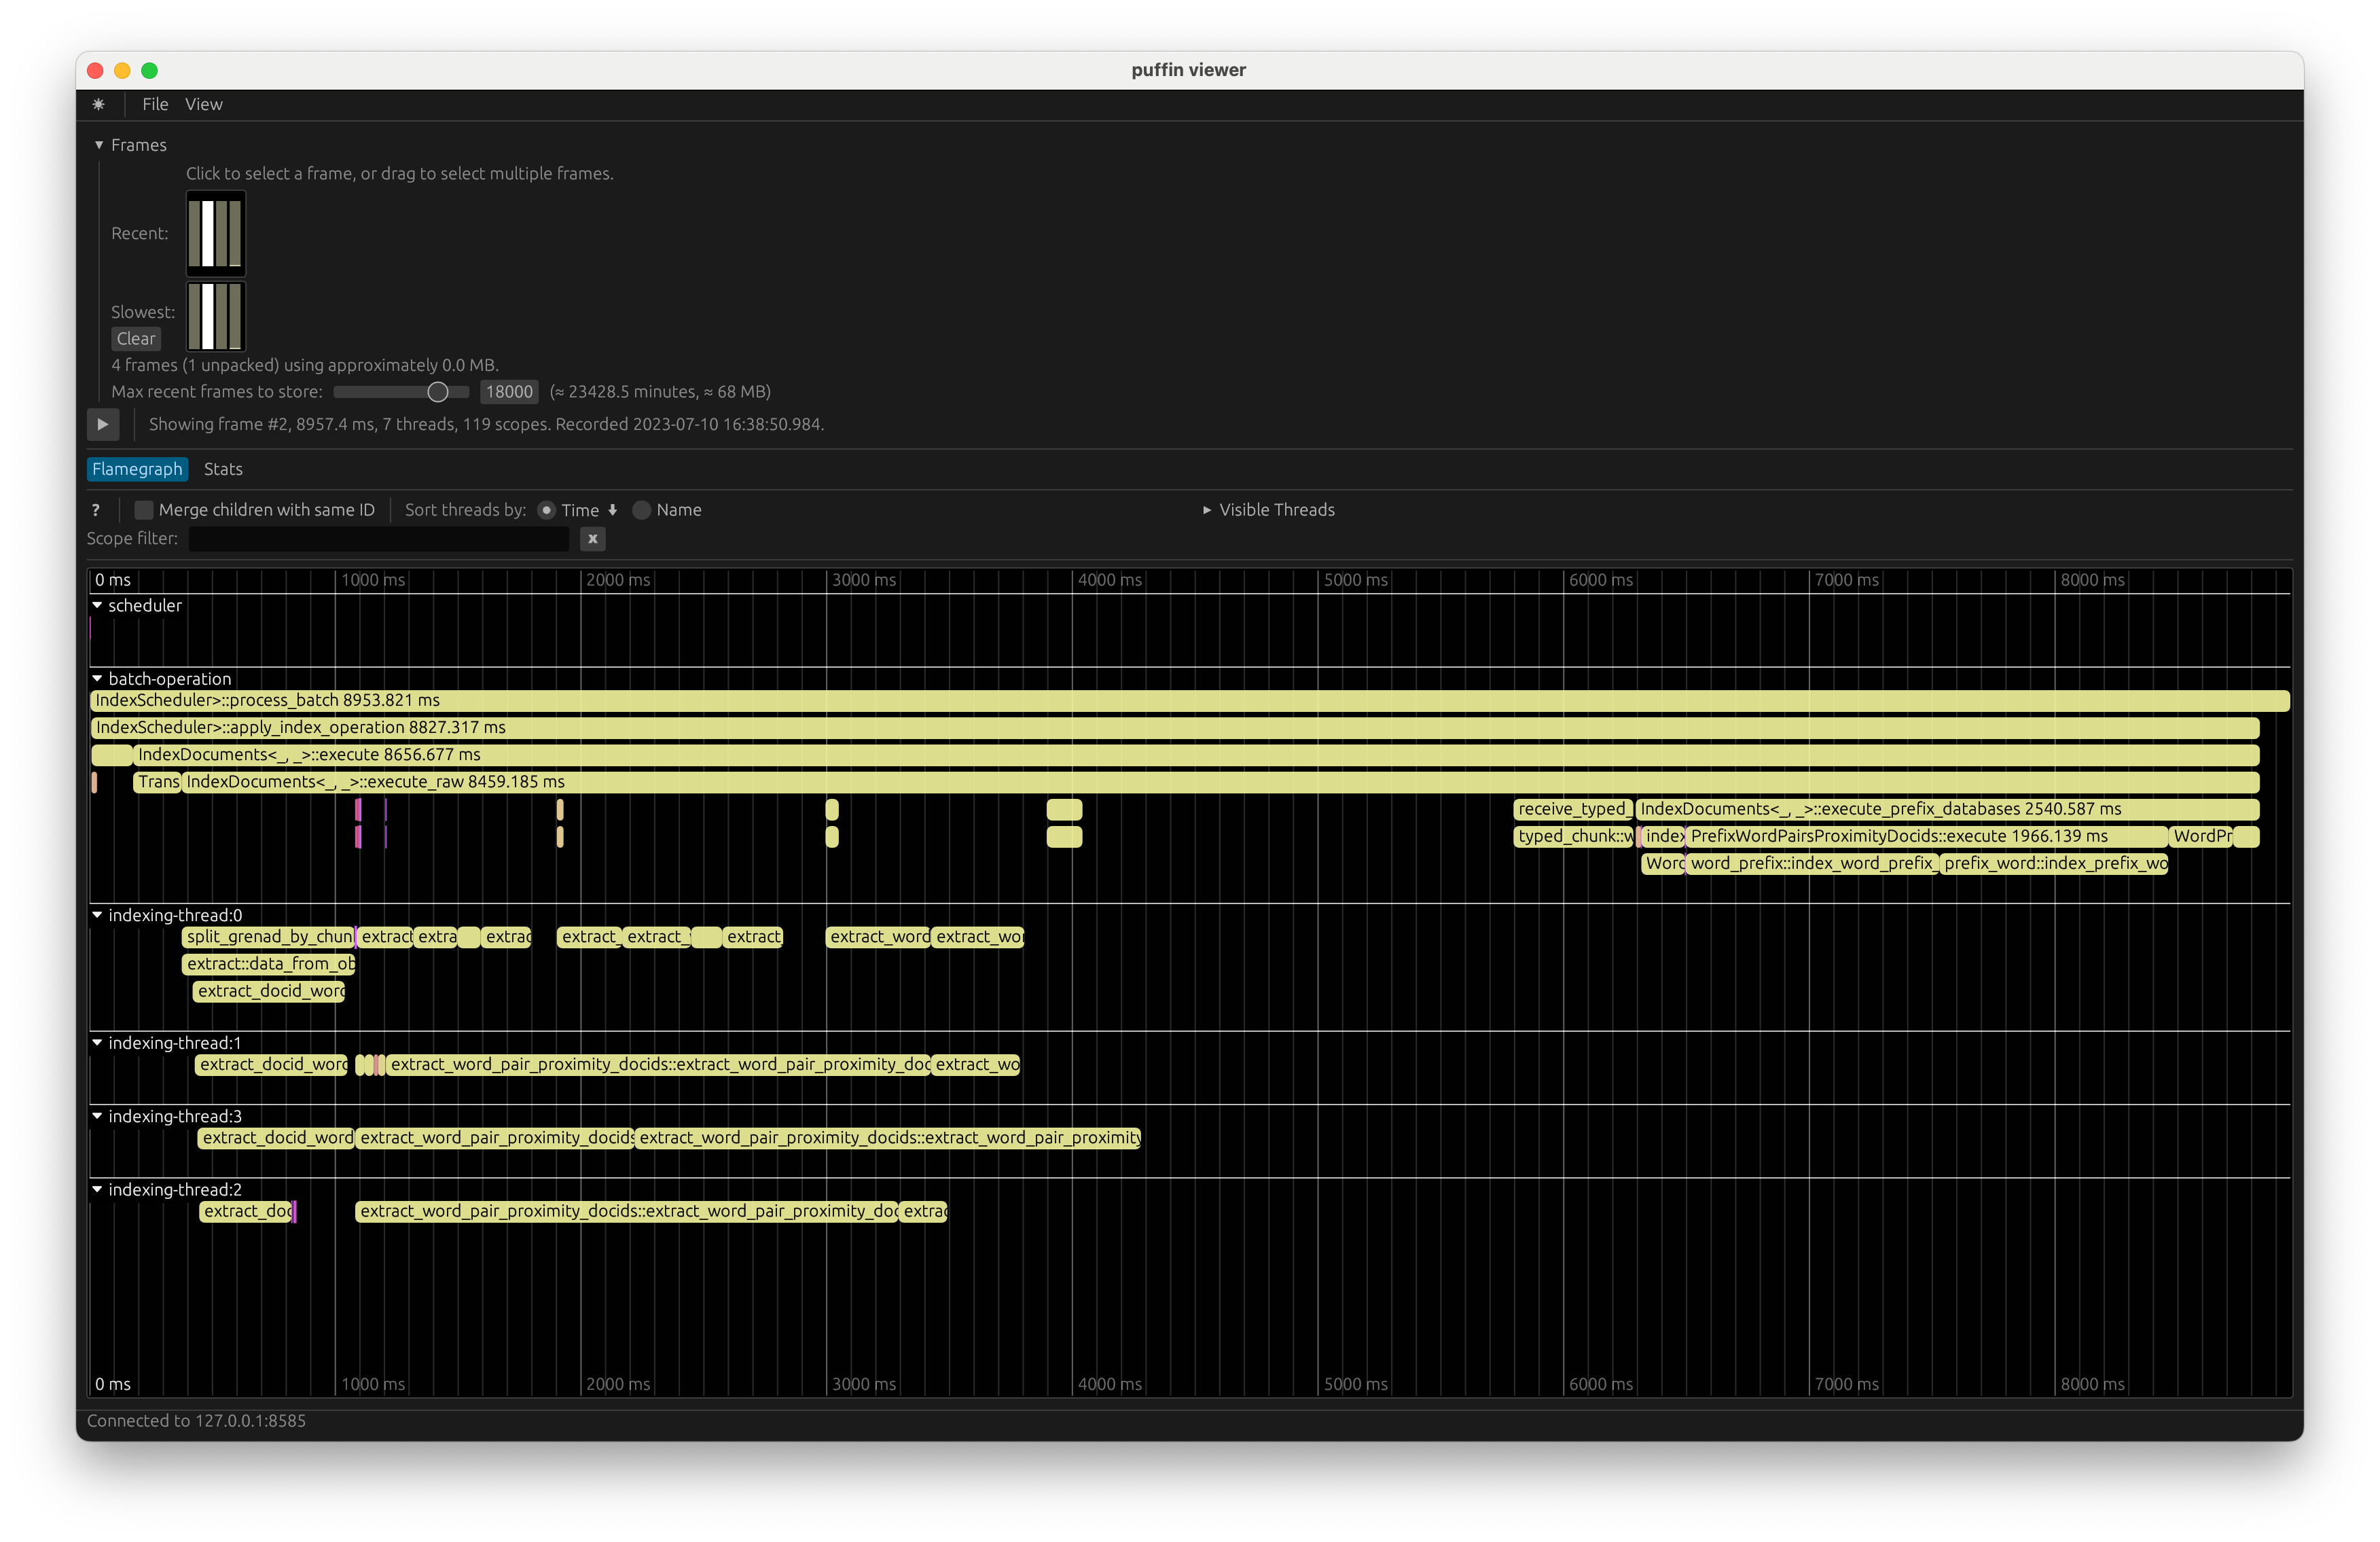 puffin viewer
File View
Frames
Click to select a frame, or drag to select multiple frames.
Recent:
Slowest:
Clear
4 frames (1 unpacked) using approximately 0.0 MB.
Max recent frames to store: 18000 (≈ 23428.5 minutes, ≈ 68 MB)
Showing frame #2, 8957.4 ms, 7 threads, 119 scopes. Recorded 2023-07-10 16:38:50.984.
Flamegraph Stats
? Merge children with same ID Sort threads by: Time Name Visible Threads
Scope filter: x
0 ms 1000 ms 2000 ms 3000 ms 4000 ms 5000 ms 6000 ms 7000 ms 8000 ms
scheduler
batch-operation
IndexScheduler>::process_batch 8953.821 ms
IndexScheduler>::apply_index_operation 8827.317 ms
IndexDocuments<_, _>::execute 8656.677 ms
Trans IndexDocuments<_, _>::execute_raw 8459.185 ms
receive_typed_ IndexDocuments<_, _>::execute_prefix_databases 2540.587 ms
typed_chunk::w index PrefixWordPairsProximityDocids::execute 1966.139 ms WordPr
Word word_prefix::index_word_prefix_ prefix_word::index_prefix_wo
indexing-thread:0
split_grenad_by_chun extract extra extrac extract_ extract_ extract extract_word extract_wor
extract::data_from_ob
extract_docid_word
indexing-thread:1
extract_docid_word extract_word_pair_proximity_docids::extract_word_pair_proximity_doc extract_wo
indexing-thread:3
extract_docid_word extract_word_pair_proximity_docids extract_word_pair_proximity_docids::extract_word_pair_proximity
indexing-thread:2
extract_doc extract_word_pair_proximity_docids::extract_word_pair_proximity_doc extrac
0 ms 1000 ms 2000 ms 3000 ms 4000 ms 5000 ms 6000 ms 7000 ms 8000 ms
Connected to 127.0.0.1:8585